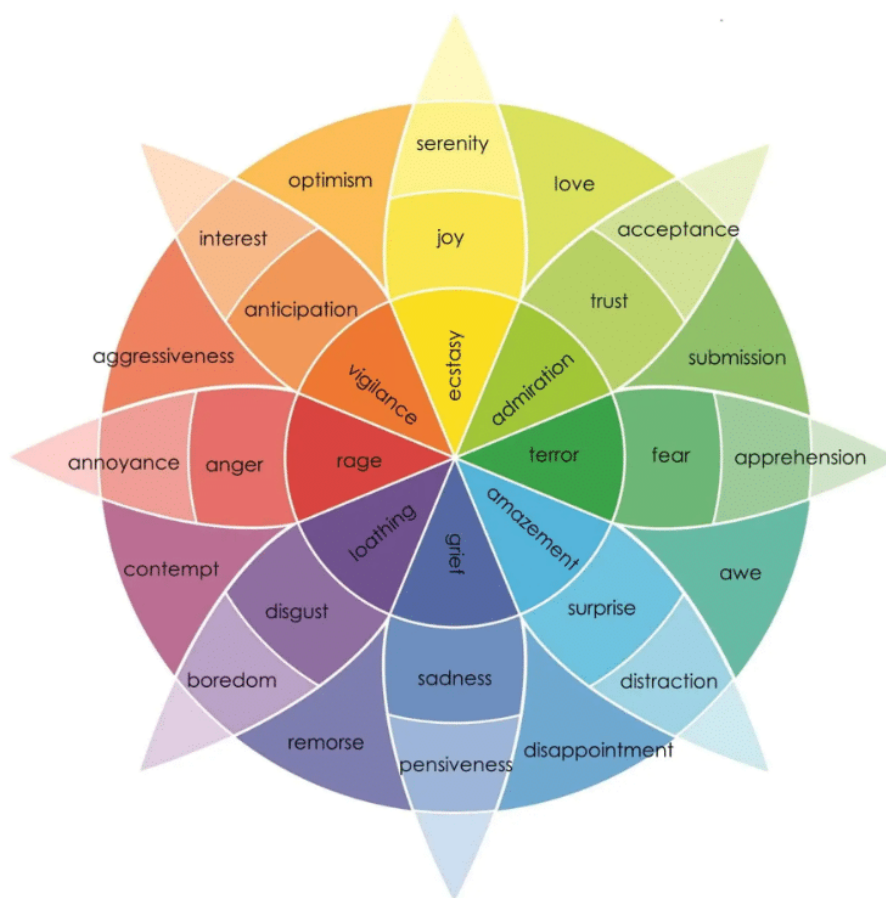 serenity
optimism
love
acceptance
interest
joy
trust
anticipation
aggressiveness
submission
vigilance
ecstasy
admiration
annoyance
anger
rage
terror
fear
apprehension
loathing
grief
amazement
contempt
awe
disgust
surprise
boredom
sadness
distraction
remorse
disappointment
pensiveness